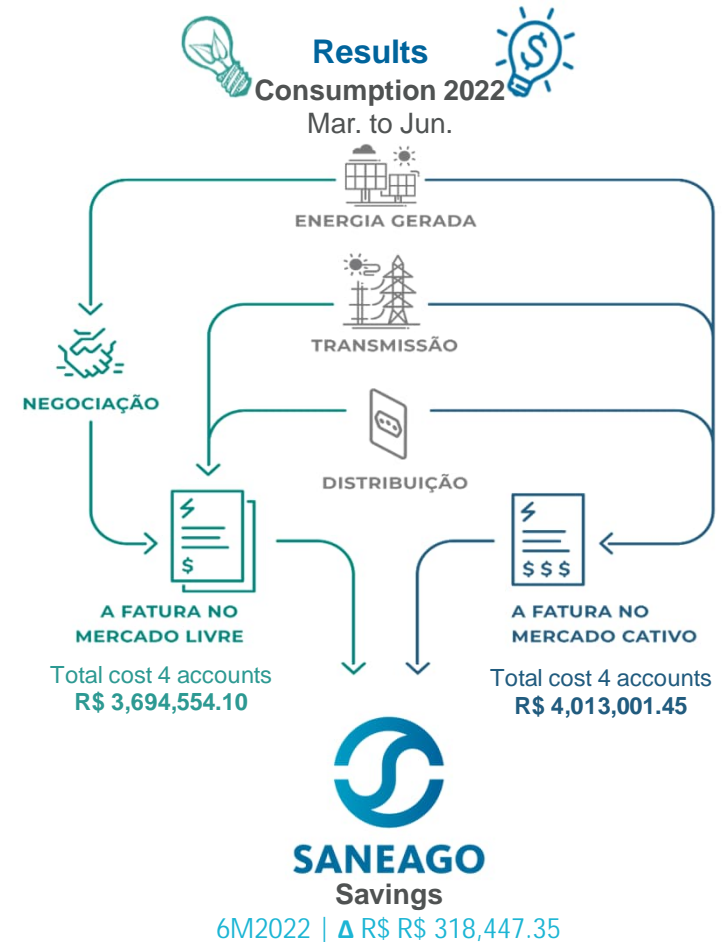 Results
Consumption 2022
Mar. to Jun.
ENERGIA GERADA
TRANSMISSÃO
NEGOCIAÇÃO
DISTRIBUIÇÃO
$
$ $ $
A FATURA NO
MERCADO LIVRE
Total cost 4 accounts
R$ 3,694,554.10
A FATURA NO
MERCADO CATIVO
Total cost 4 accounts
R$ 4,013,001.45
SANEAGO
Savings
6M2022 | Δ R$ R$ 318,447.35